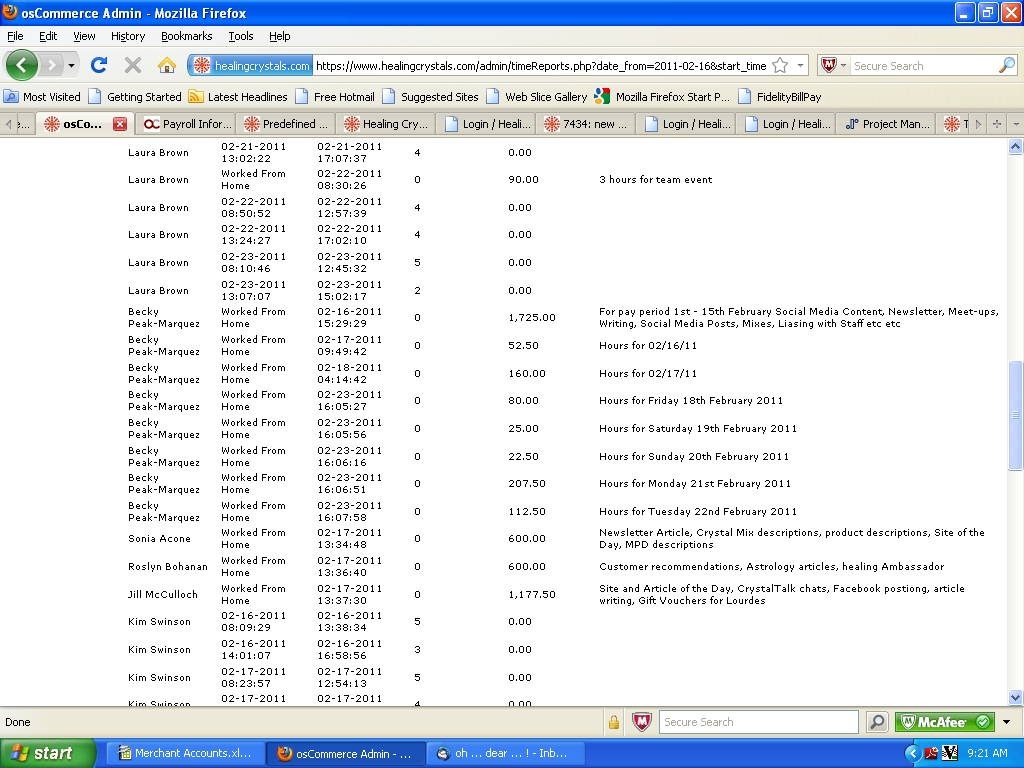 osCommerce Admin - Mozilla Firefox
File Edit View History Bookmarks Tools Help
healingcrystals.com https://www.healingcrystals.com/admin/timeReports.php?date_from=2011-02-16&start_time Secure Search
Most Visited Getting Started Latest Headlines Free Hotmail Suggested Sites Web Slice Gallery Mozilla Firefox Start P... FidelityBillPay
e... osCo... Payroll Infor... Predefined ... Healing Cry... Login / Heali... 7434: new ... Login / Heali... Login / Heali... Project Man...
Laura Brown 02-21-2011 02-21-2011 4 0.00
13:02:22 17:07:37
Laura Brown Worked From 02-22-2011 0 90.00 3 hours for team event
Home 08:30:26
Laura Brown 02-22-2011 02-22-2011 4 0.00
08:50:52 12:57:39
Laura Brown 02-22-2011 02-22-2011 4 0.00
13:24:27 17:02:10
Laura Brown 02-23-2011 02-23-2011 5 0.00
08:10:46 12:45:32
Laura Brown 02-23-2011 02-23-2011 2 0.00
13:07:07 15:02:17
Becky Worked From 02-16-2011 0 1,725.00 For pay period 1st - 15th February Social Media Content, Newsletter, Meet-ups,
Peak-Marquez Home 15:29:29 Writing, Social Media Posts, Mixes, Liasing with Staff etc etc
Becky Worked From 02-17-2011 0 52.50 Hours for 02/16/11
Peak-Marquez Home 09:49:42
Becky Worked From 02-18-2011 0 160.00 Hours for 02/17/11
Peak-Marquez Home 04:14:42
Becky Worked From 02-23-2011 0 80.00 Hours for Friday 18th February 2011
Peak-Marquez Home 16:05:27
Becky Worked From 02-23-2011 0 25.00 Hours for Saturday 19th February 2011
Peak-Marquez Home 16:05:56
Becky Worked From 02-23-2011 0 22.50 Hours for Sunday 20th February 2011
Peak-Marquez Home 16:06:16
Becky Worked From 02-23-2011 0 207.50 Hours for Monday 21st February 2011
Peak-Marquez Home 16:06:51
Becky Worked From 02-23-2011 0 112.50 Hours for Tuesday 22nd February 2011
Peak-Marquez Home 16:07:58
Sonia Acone Worked From 02-17-2011 0 600.00 Newsletter Article, Crystal Mix descriptions, product descriptions, Site of the
Home 13:34:48 Day, MPD descriptions
Roslyn Bohanan Worked From 02-17-2011 0 600.00 Customer recommendations, Astrology articles, healing Ambassador
Home 13:36:40
Jill McCulloch Worked From 02-17-2011 0 1,177.50 Site and Article of the Day, CrystalTalk chats, Facebook postiong, article
Home 13:37:30 writing, Gift Vouchers for Lourdes
Kim Swinson 02-16-2011 02-16-2011 5 0.00
08:09:29 13:38:34
Kim Swinson 02-16-2011 02-16-2011 3 0.00
14:01:07 16:58:56
Kim Swinson 02-17-2011 02-17-2011 5 0.00
08:23:57 12:54:13
Kim Swinson 02-17-2011 02-17-2011 4 0.00
Done Secure Search McAfee
start Merchant Accounts.xl... osCommerce Admin - ... oh ... dear ... ! - Inb... 9:21 AM